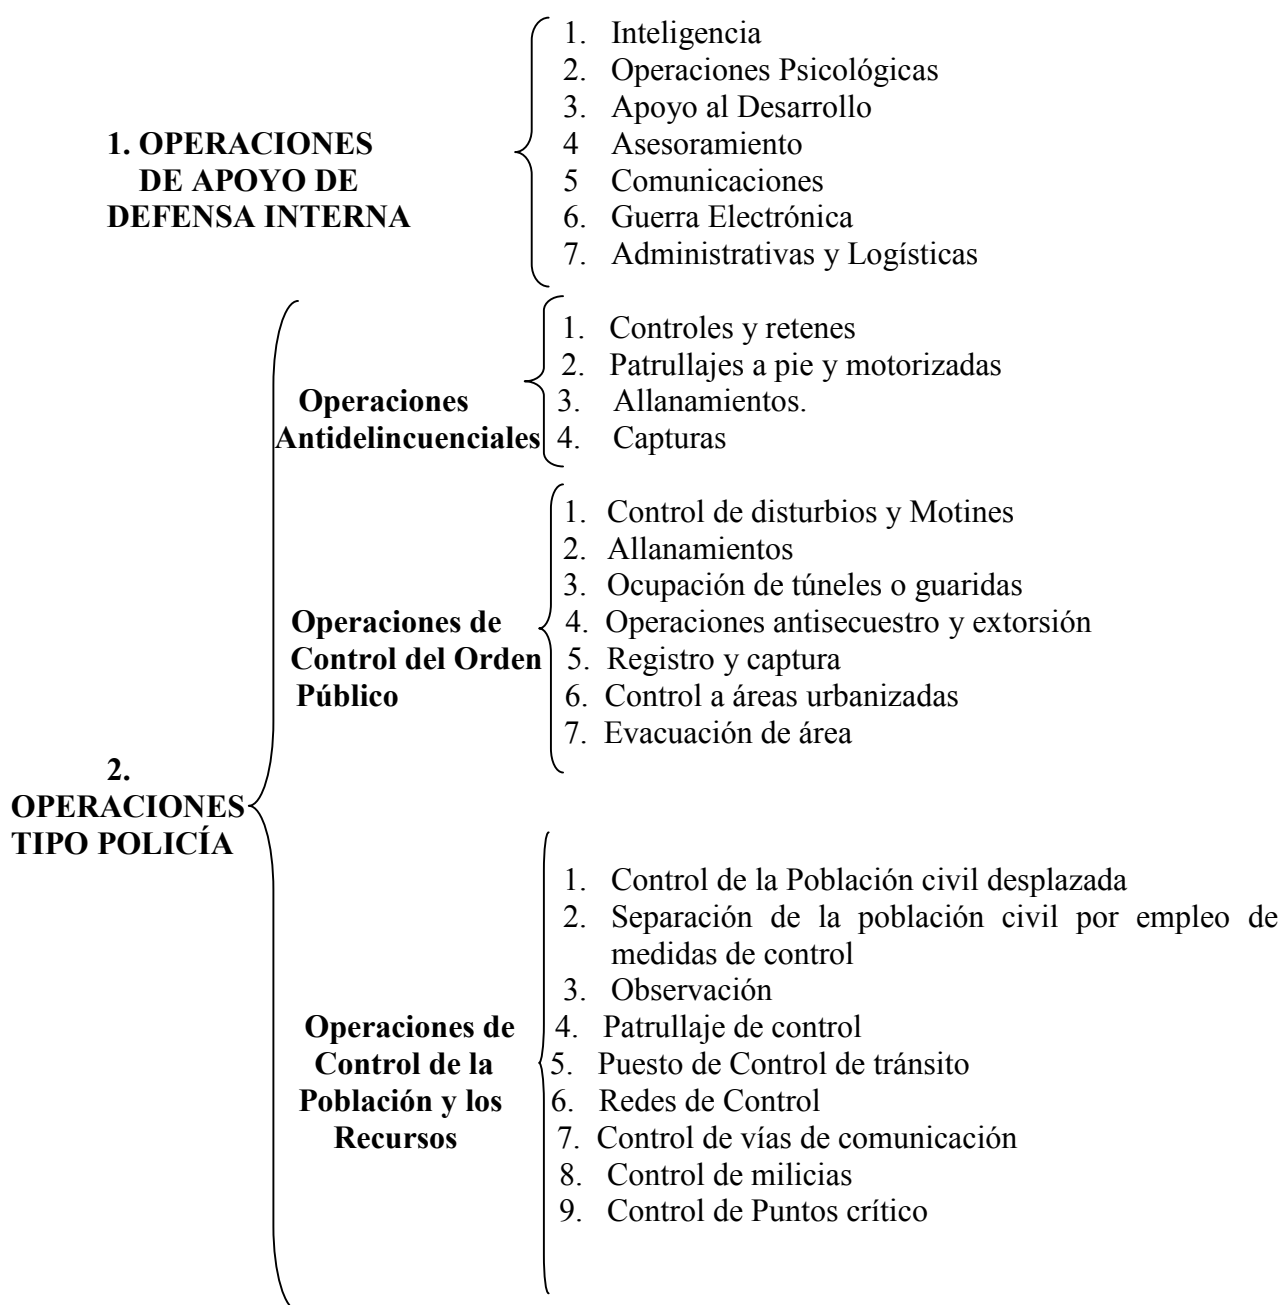 1. OPERACIONES
DE APOYO DE
DEFENSA INTERNA
1. Inteligencia
2. Operaciones Psicológicas
3. Apoyo al Desarrollo
4 Asesoramiento
5 Comunicaciones
6. Guerra Electrónica
7. Administrativas y Logísticas
2.
OPERACIONES
TIPO POLICÍA
Operaciones
Antidelincuenciales
1. Controles y retenes
2. Patrullajes a pie y motorizadas
3. Allanamientos.
4. Capturas
Operaciones de
Control del Orden
Público
1. Control de disturbios y Motines
2. Allanamientos
3. Ocupación de túneles o guaridas
4. Operaciones antisecuestro y extorsión
5. Registro y captura
6. Control a áreas urbanizadas
7. Evacuación de área
Operaciones de
Control de la
Población y los
Recursos
1. Control de la Población civil desplazada
2. Separación de la población civil por empleo de
medidas de control
3. Observación
4. Patrullaje de control
5. Puesto de Control de tránsito
6. Redes de Control
7. Control de vías de comunicación
8. Control de milicias
9. Control de Puntos crítico